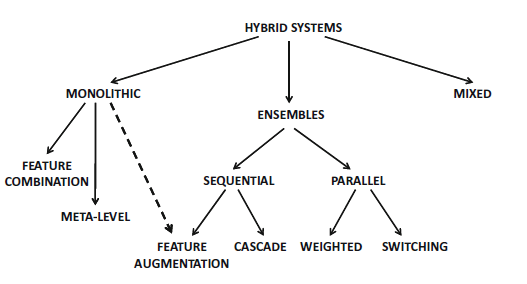 HYBRID SYSTEMS
MONOLITHIC
MIXED
ENSEMBLES
FEATURE
COMBINATION
SEQUENTIAL
PARALLEL
META-LEVEL
FEATURE
AUGMENTATION
CASCADE
WEIGHTED
SWITCHING